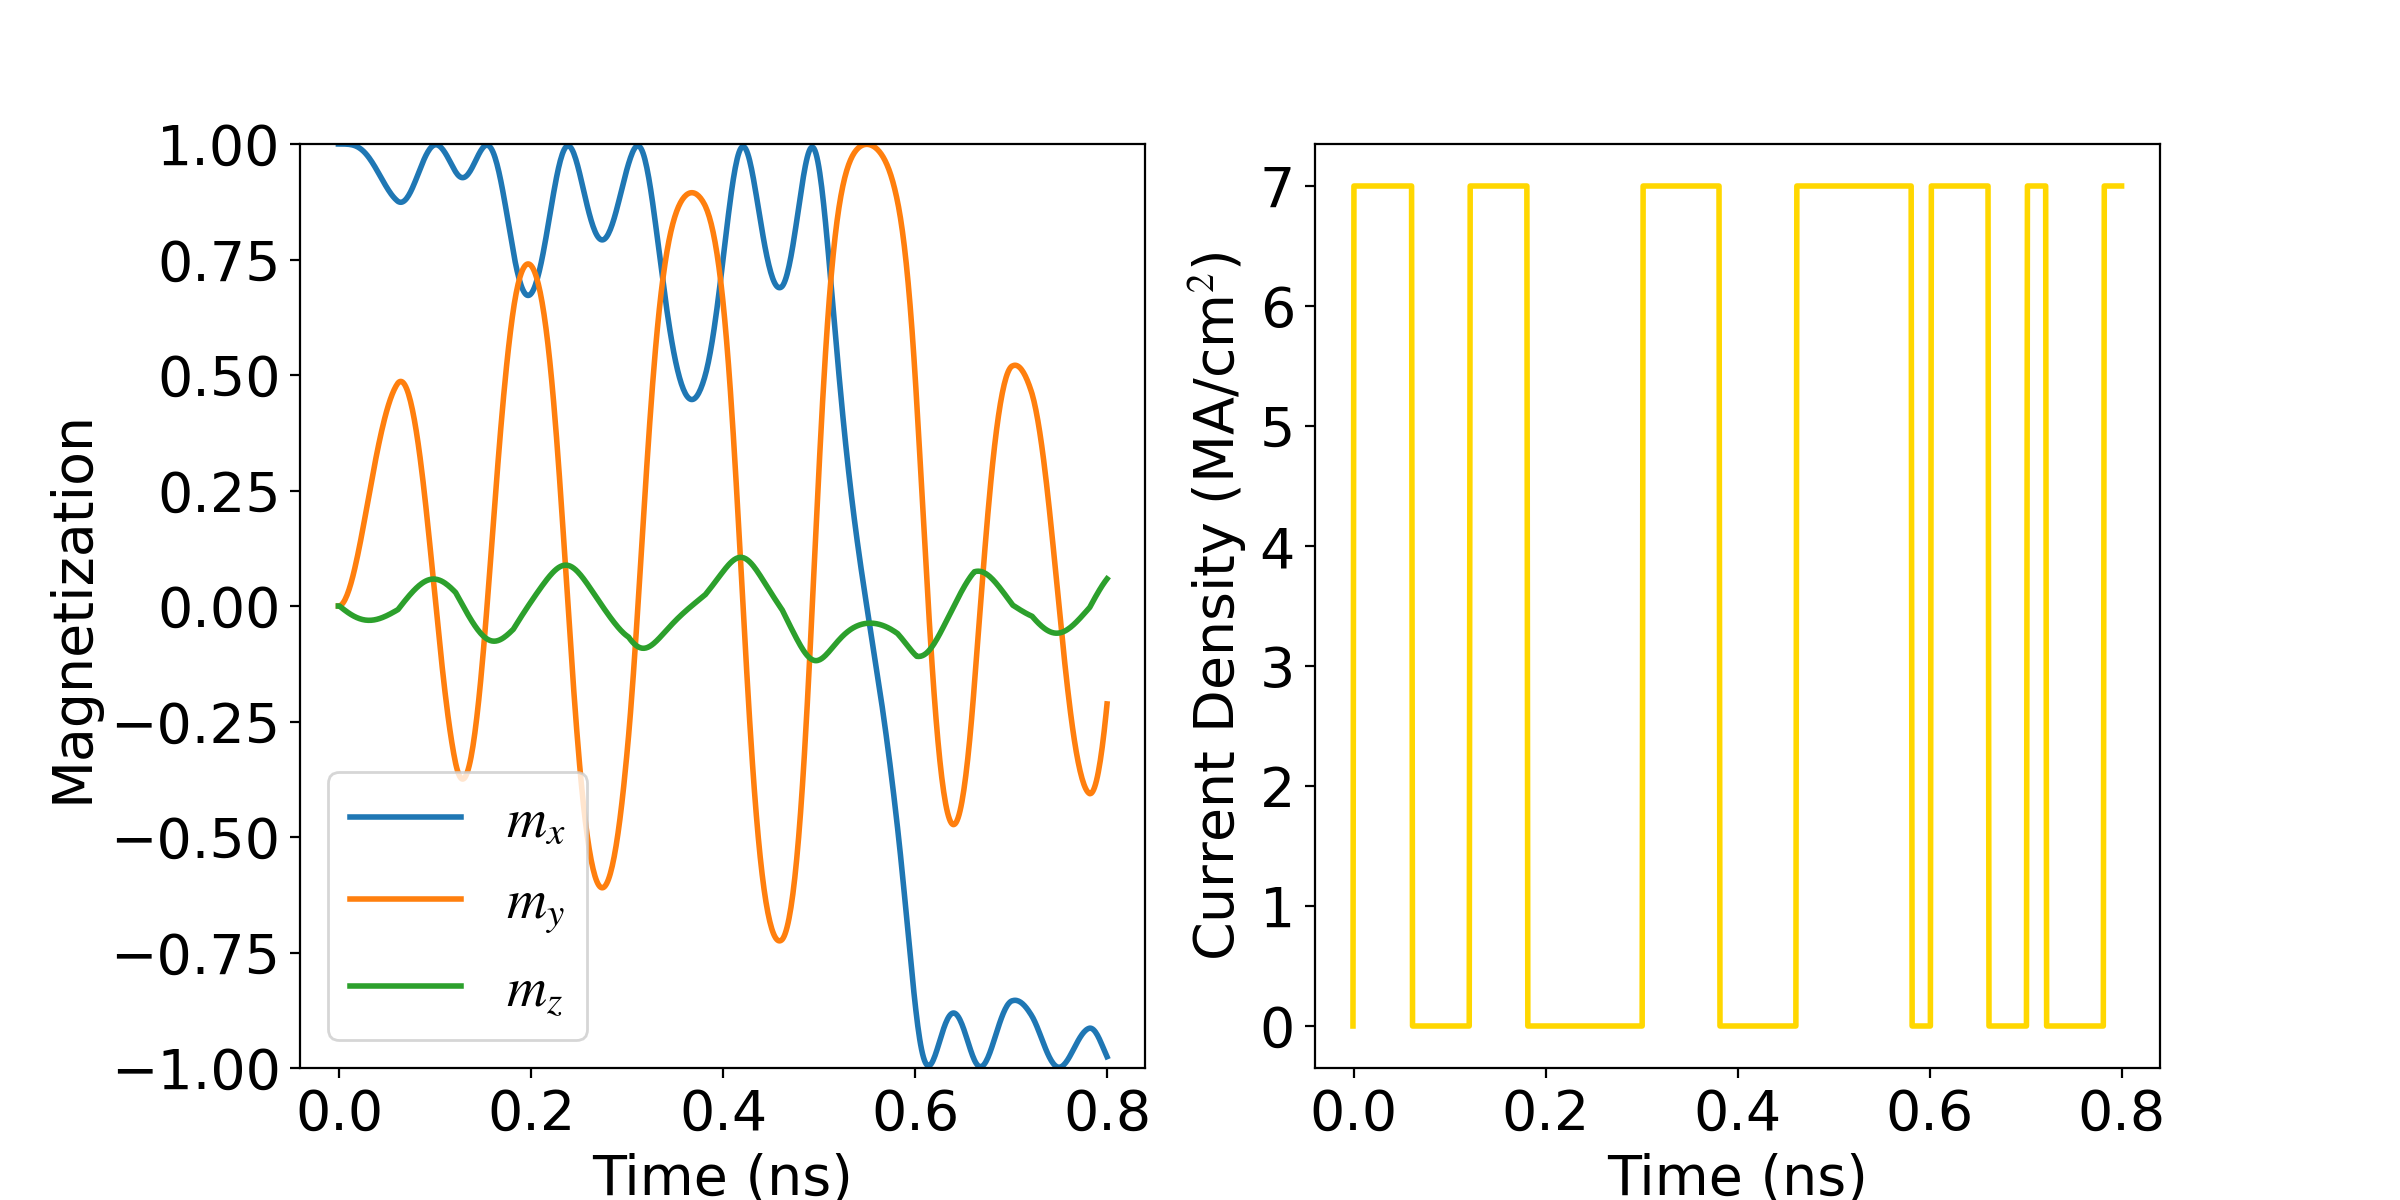 Magnetization
1.00
0.75
0.50
0.25
0.00
−0.25
−0.50
−0.75
−1.00
m_x
m_y
m_z
0.0 0.2 0.4 0.6 0.8
Time (ns)
Current Density (MA/cm²)
7
6
5
4
3
2
1
0
0.0 0.2 0.4 0.6 0.8
Time (ns)